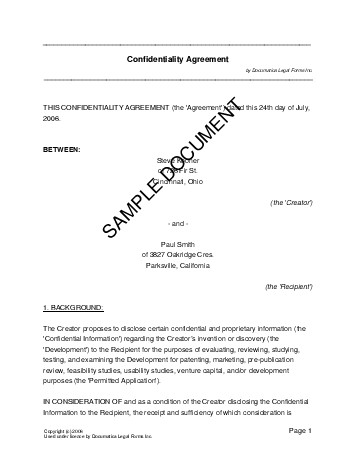 Confidentiality Agreement
by Documatica Legal Forms Inc.
THIS CONFIDENTIALITY AGREEMENT (the 'Agreement') dated this 24th day of July,
2006.
BETWEEN:
Steve
of Fir St.
Cincinnati, Ohio
(the 'Creator')
- and -
Paul Smith
of 3827 Oakridge Cres.
Parksville, California
(the 'Recipient')
SAMPLE DOCUMENT
1. BACKGROUND:
The Creator proposes to disclose certain confidential and proprietary information (the
'Confidential Information') regarding the Creator's invention or discovery (the
'Development') to the Recipient for the purposes of evaluating, reviewing, studying,
testing, and examining the Development for patenting, marketing, pre-publication
review, feasibility studies, usability studies, venture capital, and/or development
purposes (the 'Permitted Application').
IN CONSIDERATION OF and as a condition of the Creator disclosing the Confidential
Information to the Recipient, the receipt and sufficiency of which consideration is
Copyright (c) 2006
Used under licence by Documatica Legal Forms Inc.
Page 1